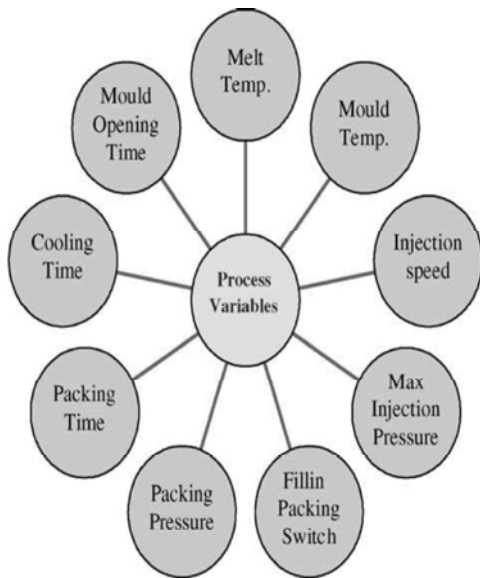 Melt
Temp.
Mould
Temp.
Injection
speed
Max
Injection
Pressure
Fillin
Packing
Switch
Packing
Pressure
Packing
Time
Cooling
Time
Mould
Opening
Time
Process
Variables